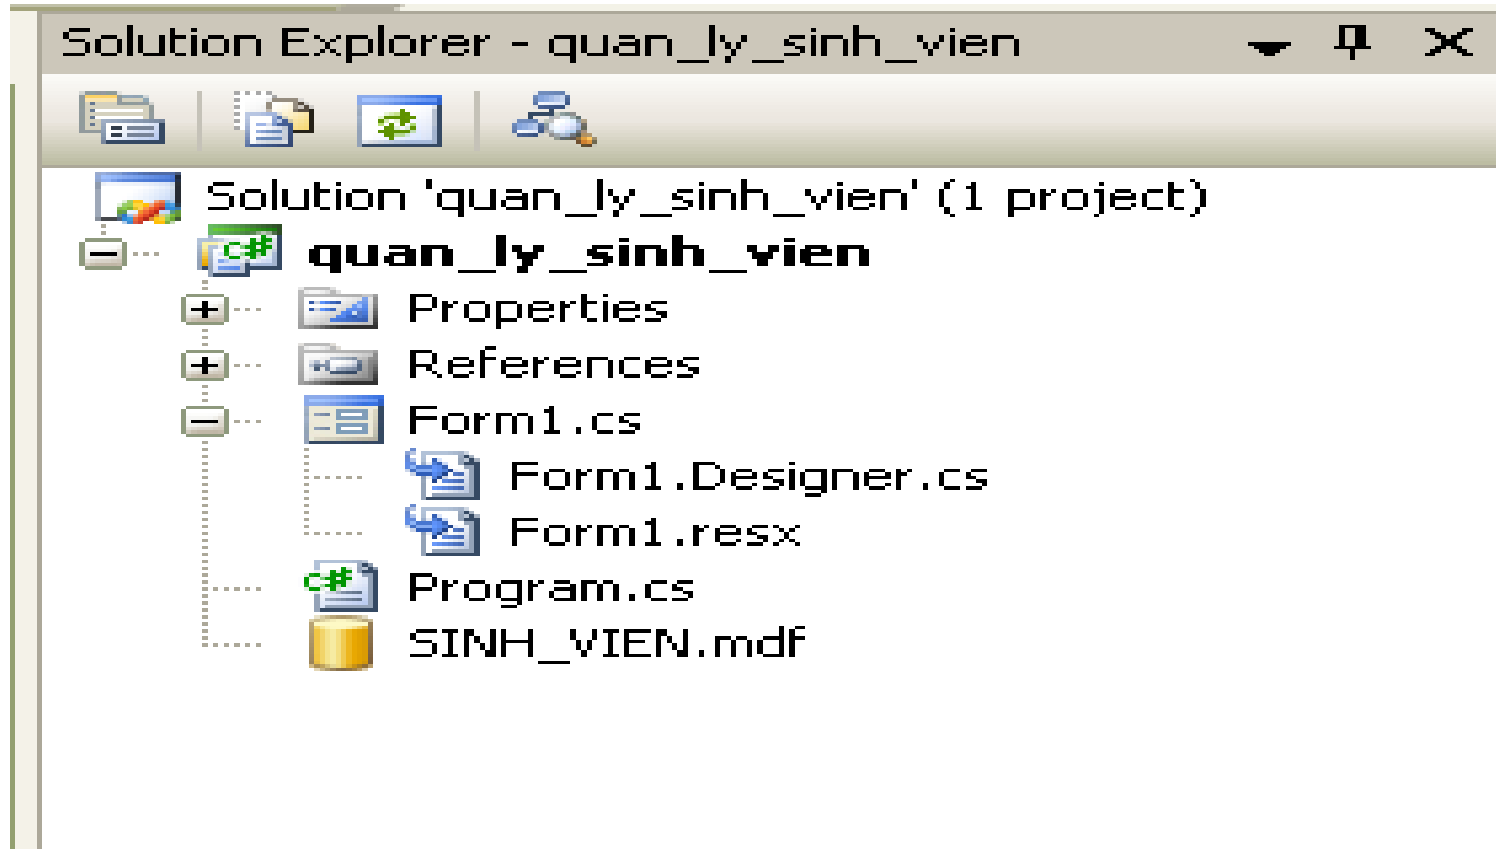 Solution Explorer - quan_ly_sinh_vien
Solution 'quan_ly_sinh_vien' (1 project)
C# quan_ly_sinh_vien
Properties
References
Form1.cs
Form1.Designer.cs
Form1.resx
C# Program.cs
SINH_VIEN.mdf